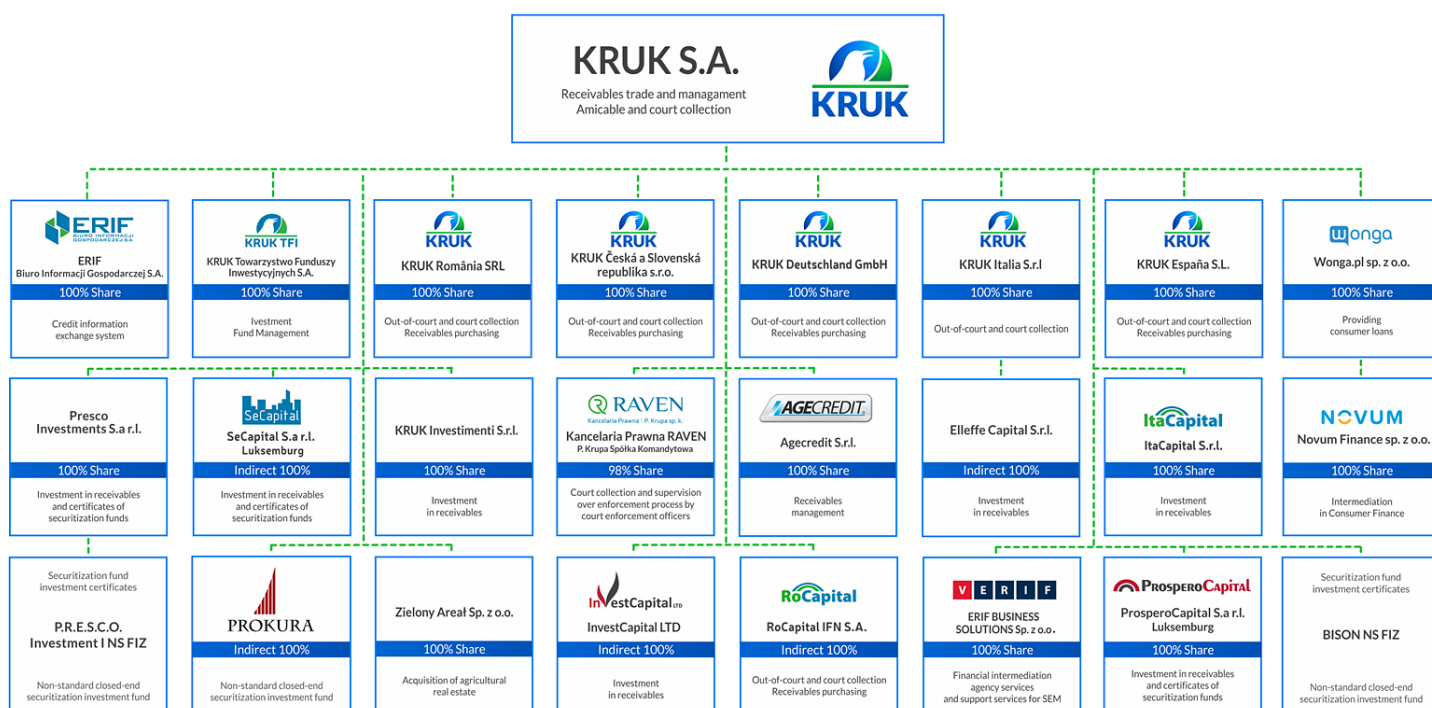 KRUK S.A.
Receivables trade and managament
Amicable and court collection
KRUK
ERIF
BIURO INFORMACJI
GOSPODARCZEJ S.A.
ERIF
Biuro Informacji Gospodarczej S.A.
100% Share
Credit information
exchange system
KRUK TFI
KRUK Towarzystwo Funduszy
Inwestycyjnych S.A.
100% Share
Ivestment
Fund Management
KRUK
KRUK România SRL
100% Share
Out-of-court and court collection
Receivables purchasing
KRUK
KRUK Česká a Slovenská
republika s.r.o.
100% Share
Out-of-court and court collection
Receivables purchasing
KRUK
KRUK Deutschland GmbH
100% Share
Out-of-court and court collection
Receivables purchasing
KRUK
KRUK Italia S.r.l
100% Share
Out-of-court and court collection
KRUK
KRUK España S.L.
100% Share
Out-of-court and court collection
Receivables purchasing
wonga
Wonga.pl sp. z o.o.
100% Share
Providing
consumer loans
Presco
Investments S.a r.l.
100% Share
Investment in receivables
and certificates of
securitization funds
SeCapital
SeCapital S.a r.l.
Luksemburg
Indirect 100%
Investment in receivables
and certificates of
securitization funds
KRUK Investimenti S.r.l.
100% Share
Investment
in receivables
RAVEN
Kancelaria Prawna | P. Krupa sp. k.
Kancelaria Prawna RAVEN
P. Krupa Spółka Komandytowa
98% Share
Court collection and supervision
over enforcement process by
court enforcement officers
AGECREDIT
Agecredit S.r.l.
100% Share
Receivables
management
Elleffe Capital S.r.l.
Indirect 100%
Investment
in receivables
ItaCapital
ItaCapital S.r.l.
100% Share
Investment
in receivables
NOVUM
Novum Finance sp. z o.o.
100% Share
Intermediation
in Consumer Finance
Securitization fund
investment certificates
P.R.E.S.C.O.
Investment I NS FIZ
Non-standard closed-end
securitization investment fund
PROKURA
Indirect 100%
Non-standard closed-end
securitization investment fund
Zielony Areał Sp. z o.o.
100% Share
Acquisition of agricultural
real estate
InVestCapital LTD
InvestCapital LTD
Indirect 100%
Investment
in receivables
RoCapital
RoCapital IFN S.A.
Indirect 100%
Out-of-court and court collection
Receivables purchasing
VERIF
ERIF BUSINESS
SOLUTIONS Sp. z o.o.
100% Share
Financial intermediation
agency services
and support services for SEM
PROSPEROCAPITAL
ProsperoCapital S.a r.l.
Luksemburg
100% Share
Investment in receivables
and certificates of
securitization funds
Securitization fund
investment certificates
BISON NS FIZ
Non-standard closed-end
securitization investment fund